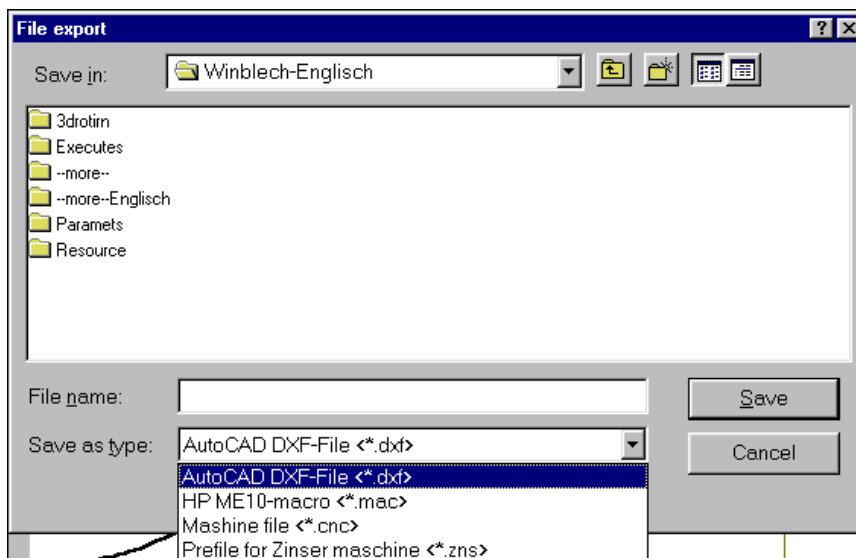 File export
Save in:
Winblech-Englisch
3drotirn
Executes
--more--
--more--Englisch
Paramets
Resource
File name:
Save
Save as type:
AutoCAD DXF-File <*.dxf>
Cancel
AutoCAD DXF-File <*.dxf>
HP ME10-macro <*.mac>
Mashine file <*.cnc>
Prefile for Zinser maschine <*.zns>